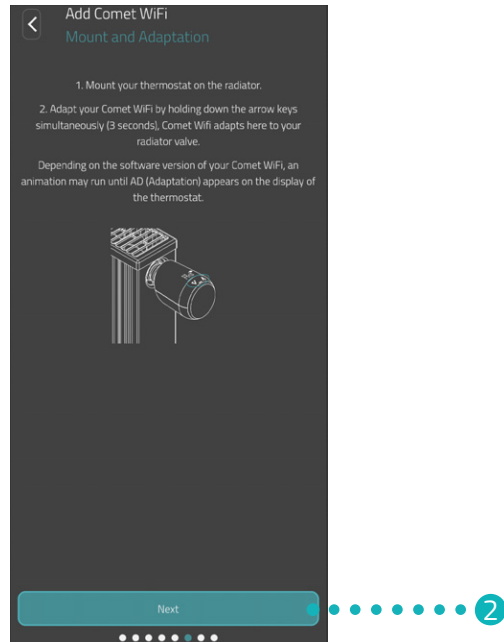 Add Comet WiFi
Mount and Adaptation
1. Mount your thermostat on the radiator.
2. Adapt your Comet WiFi by holding down the arrow keys
simultaneously (3 seconds), Comet Wifi adapts here to your
radiator valve.
Depending on the software version of your Comet WiFi, an
animation may run until AD (Adaptation) appears on the display of
the thermostat.
Next
2